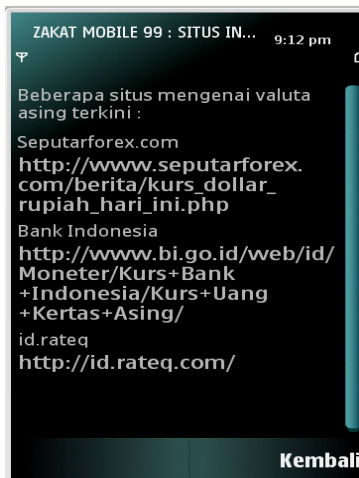 ZAKAT MOBILE 99 : SITUS IN...
9:12 pm
Beberapa situs mengenai valuta
asing terkini :
Seputarforex.com
http://www.seputarforex.
com/berita/kurs_dollar_
rupiah_hari_ini.php
Bank Indonesia
http://www.bi.go.id/web/id/
Moneter/Kurs+Bank
+Indonesia/Kurs+Uang
+Kertas+Asing/
id.rateq
http://id.rateq.com/
Kembali